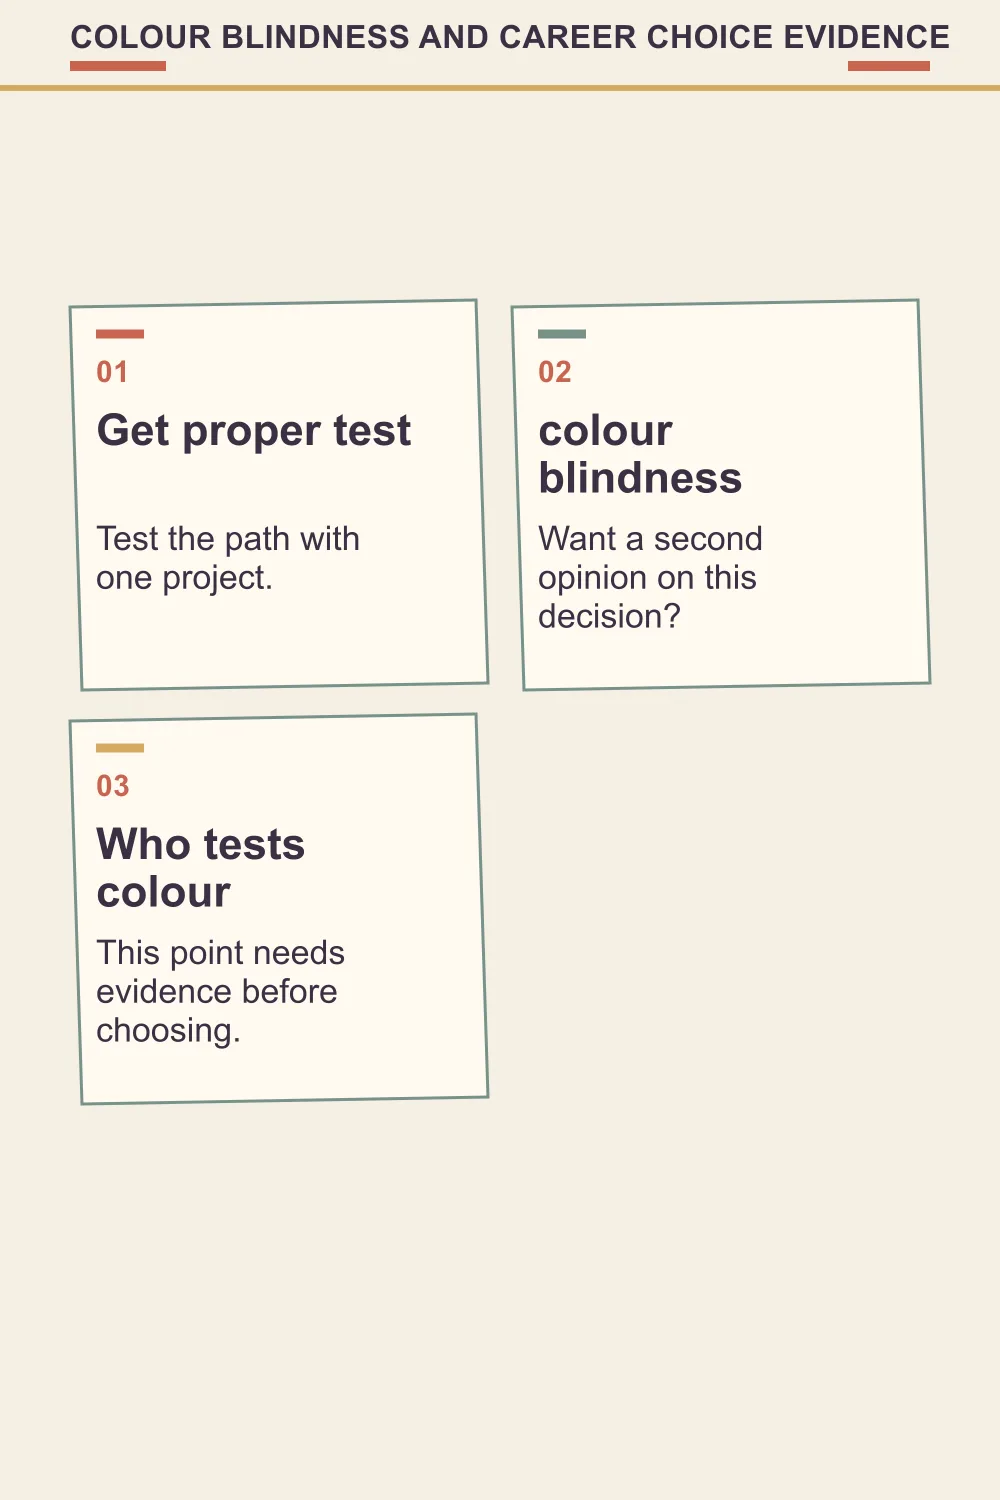 COLOUR BLINDNESS AND CAREER CHOICE EVIDENCE
01
Get proper test
Test the path with
one project.
02
colour
blindness
Want a second
opinion on this
decision?
03
Who tests
colour
This point needs
evidence before
choosing.